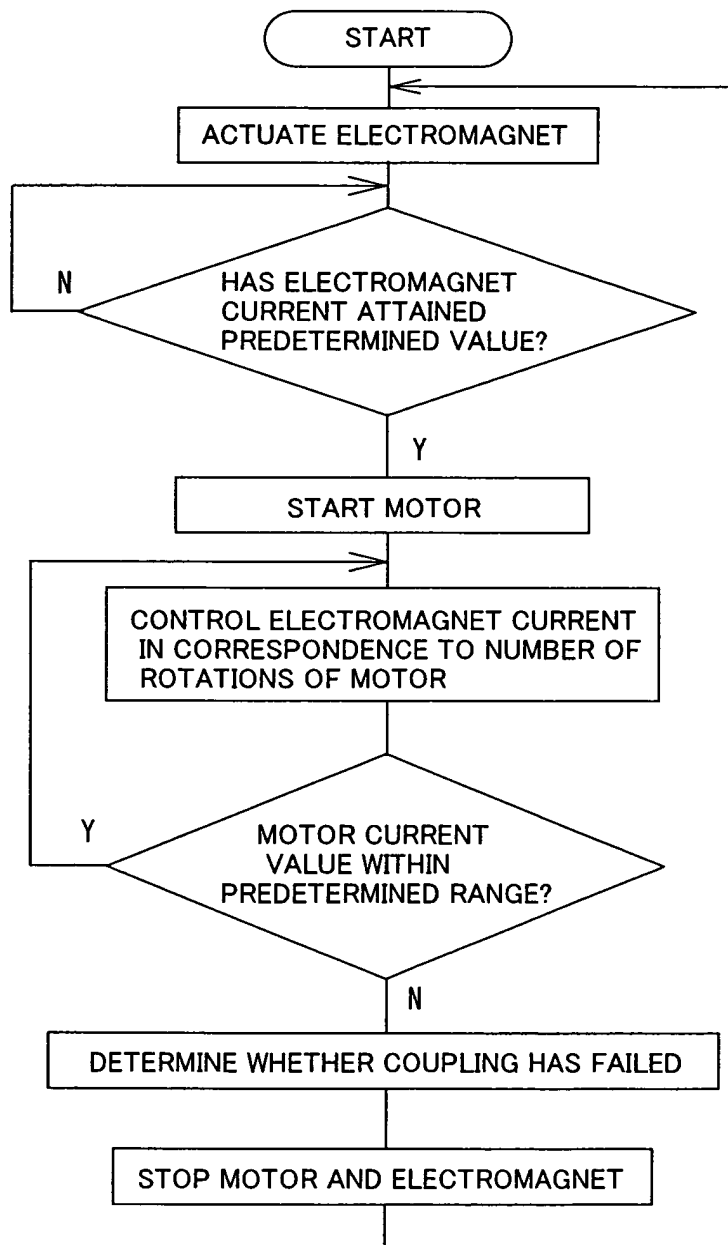 START
ACTUATE ELECTROMAGNET
N
HAS ELECTROMAGNET
CURRENT ATTAINED
PREDETERMINED VALUE?
Y
START MOTOR
CONTROL ELECTROMAGNET CURRENT
IN CORRESPONDENCE TO NUMBER OF
ROTATIONS OF MOTOR
Y
MOTOR CURRENT
VALUE WITHIN
PREDETERMINED RANGE?
N
DETERMINE WHETHER COUPLING HAS FAILED
STOP MOTOR AND ELECTROMAGNET